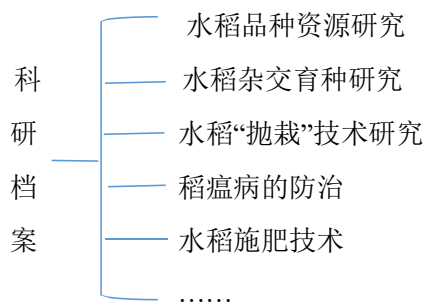 科研档案
水稻品种资源研究
水稻杂交育种研究
水稻“抛栽”技术研究
稻瘟病的防治
水稻施肥技术
……